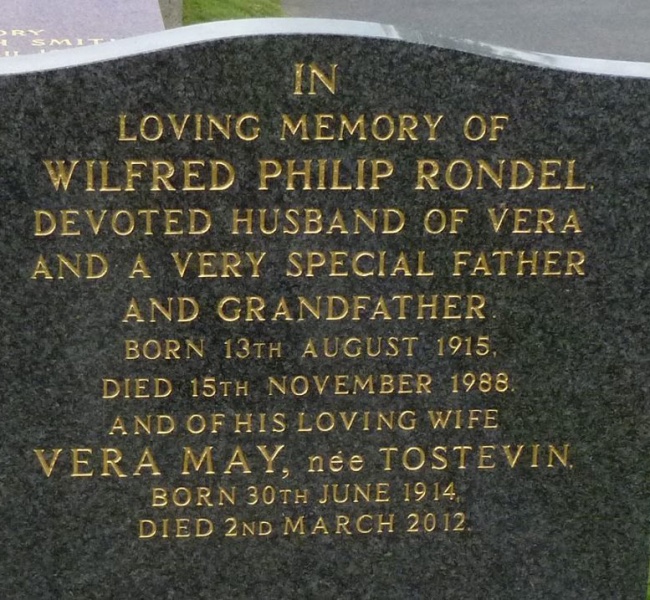 ORY
SMITH
IN
LOVING MEMORY OF
WILFRED PHILIP RONDEL.
DEVOTED HUSBAND OF VERA
AND A VERY SPECIAL FATHER
AND GRANDFATHER.
BORN 13TH AUGUST 1915,
DIED 15TH NOVEMBER 1988.
AND OF HIS LOVING WIFE
VERA MAY, née TOSTEVIN,
BORN 30TH JUNE 1914,
DIED 2ND MARCH 2012.